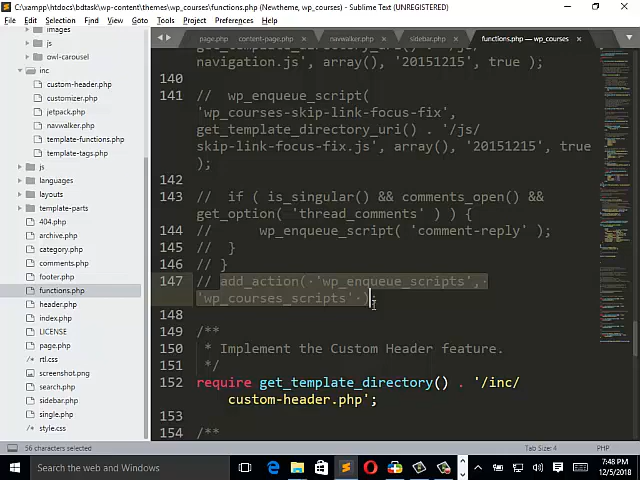 C:\xampp\htdocs\bdtask\wp-content\themes\wp_courses\functions.php (Newtheme, wp_courses) - Sublime Text (UNREGISTERED)
File Edit Selection Find View Goto Tools Project Preferences Help
images
js
owl-carousel
inc
custom-header.php
customizer.php
jetpack.php
navwalker.php
template-functions.php
template-tags.php
js
languages
layouts
template-parts
404.php
archive.php
category.php
comments.php
footer.php
functions.php
header.php
index.php
LICENSE
page.php
rtl.css
screenshot.png
search.php
sidebar.php
single.php
style.css
page.php content-page.php navwalker.php sidebar.php functions.php — wp_courses
get_template_directory_uri() . '/js/
navigation.js', array(), '20151215', true );
140
141 // wp_enqueue_script(
'wp_courses-skip-link-focus-fix',
get_template_directory_uri() . '/js/
skip-link-focus-fix.js', array(), '20151215', true
);
142
143 // if ( is_singular() && comments_open() &&
get_option( 'thread_comments' ) ) {
144 // wp_enqueue_script( 'comment-reply' );
145 // }
146 // }
147 // add_action( 'wp_enqueue_scripts',
'wp_courses_scripts' );
148
149 /**
150 * Implement the Custom Header feature.
151 */
152 require get_template_directory() . '/inc/
custom-header.php';
153
154 /**
56 characters selected Tab Size: 4 PHP
Search the web and Windows 7:48 PM
12/5/2018